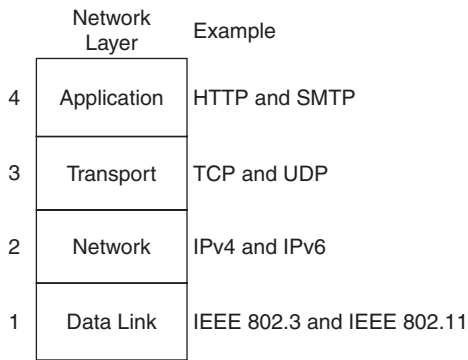 Network
Layer
Example
4 Application HTTP and SMTP
3 Transport TCP and UDP
2 Network IPv4 and IPv6
1 Data Link IEEE 802.3 and IEEE 802.11